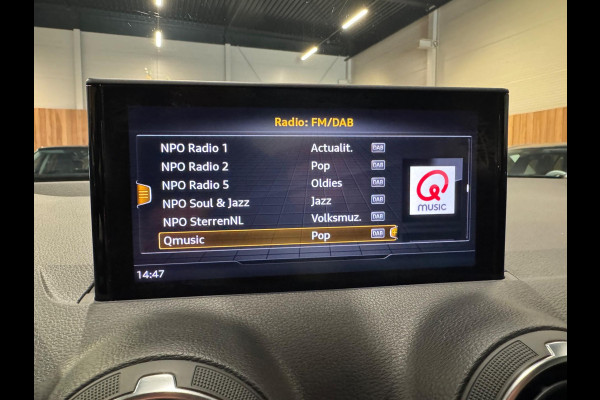 Radio: FM/DAB
NPO Radio 1 Actualit. DAB
NPO Radio 2 Pop DAB
NPO Radio 5 Oldies DAB
NPO Soul & Jazz Jazz DAB
NPO SterrenNL Volksmuz. DAB
Qmusic Pop DAB
Q
music
14:47